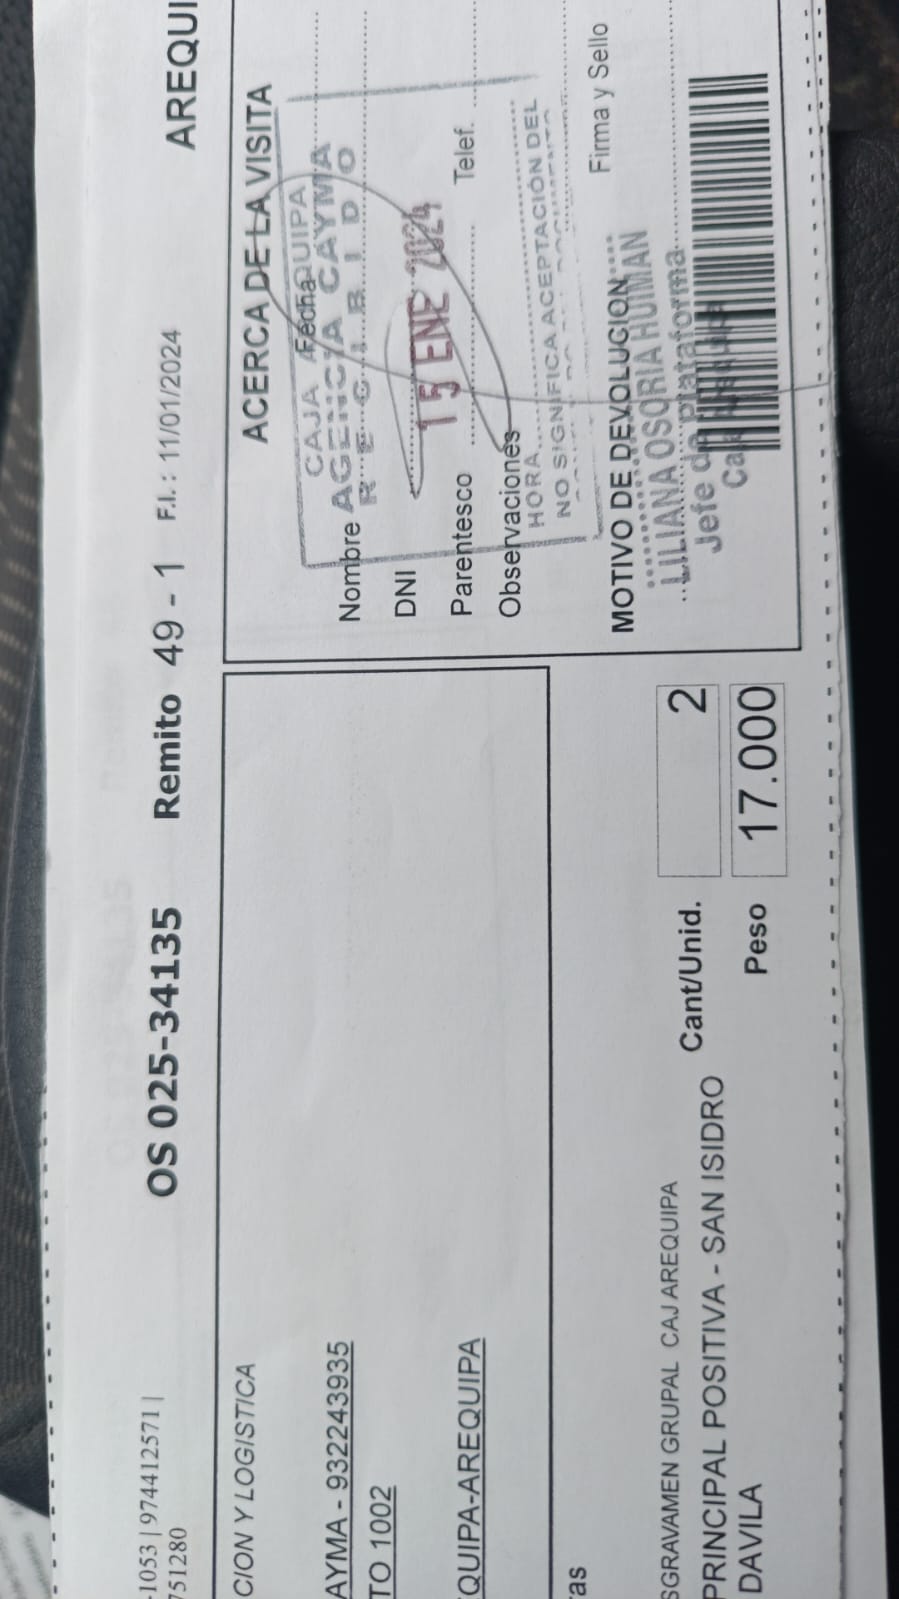 -1053 | 974412571 |
751280
OS 025-34135 Remito 49 - 1 F.I. : 11/01/2024 AREQUI
CION Y LOGISTICA
AYMA - 932243935
TO 1002
QUIPA-AREQUIPA
ras
SGRAVAMEN GRUPAL CAJ AREQUIPA
PRINCIPAL POSITIVA - SAN ISIDRO
DAVILA
Cant/Unid. 2
Peso 17.000
ACERCA DE LA VISITA
Fecha
Nombre
DNI
Parentesco Telef.
Observaciones
CAJA AREQUIPA
AGENCIA CAYMA
RECIBIDO
15 ENE 2024
HORA
NO SIGNIFICA ACEPTACIÓN DEL
MOTIVO DE DEVOLUCION Firma y Sello
LILIANA OSORIA HUMAN
Jefe de Plataforma